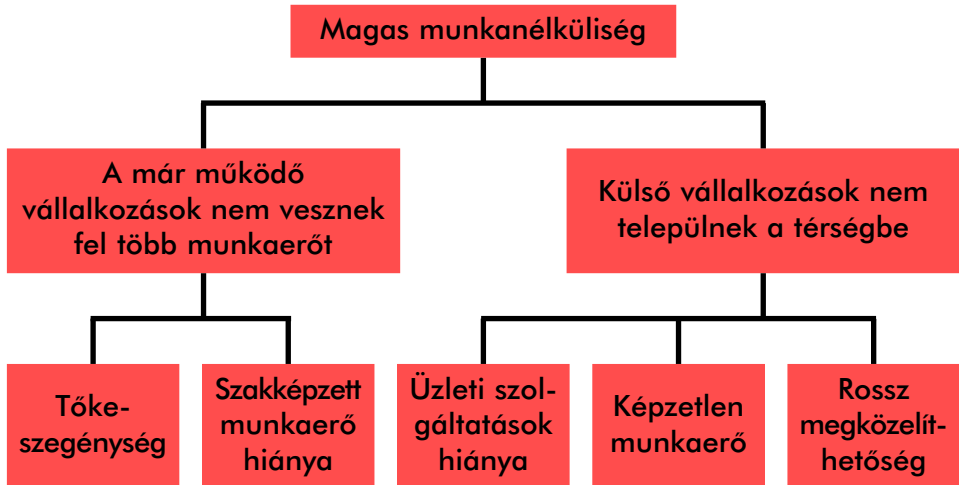 Magas munkanélküliség
A már működő
vállalkozások nem vesznek
fel több munkaerőt
Külső vállalkozások nem
települnek a térségbe
Tőke-
szegénység
Szakképzett
munkaerő
hiánya
Üzleti szol-
gáltatások
hiánya
Képzetlen
munkaerő
Rossz
megközelít-
hetőség